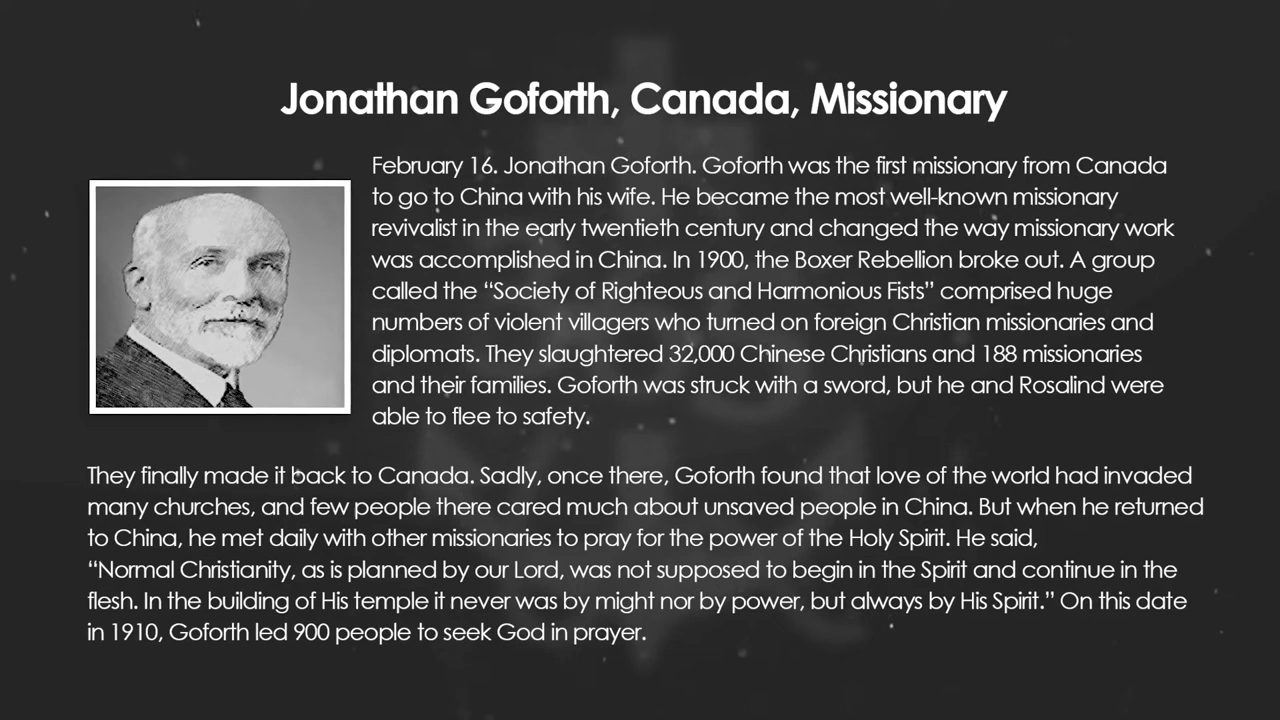 Jonathan Goforth, Canada, Missionary
February 16. Jonathan Goforth. Goforth was the first missionary from Canada
to go to China with his wife. He became the most well-known missionary
revivalist in the early twentieth century and changed the way missionary work
was accomplished in China. In 1900, the Boxer Rebellion broke out. A group
called the “Society of Righteous and Harmonious Fists” comprised huge
numbers of violent villagers who turned on foreign Christian missionaries and
diplomats. They slaughtered 32,000 Chinese Christians and 188 missionaries
and their families. Goforth was struck with a sword, but he and Rosalind were
able to flee to safety.
They finally made it back to Canada. Sadly, once there, Goforth found that love of the world had invaded
many churches, and few people there cared much about unsaved people in China. But when he returned
to China, he met daily with other missionaries to pray for the power of the Holy Spirit. He said,
“Normal Christianity, as is planned by our Lord, was not supposed to begin in the Spirit and continue in the
flesh. In the building of His temple it never was by might nor by power, but always by His Spirit.” On this date
in 1910, Goforth led 900 people to seek God in prayer.